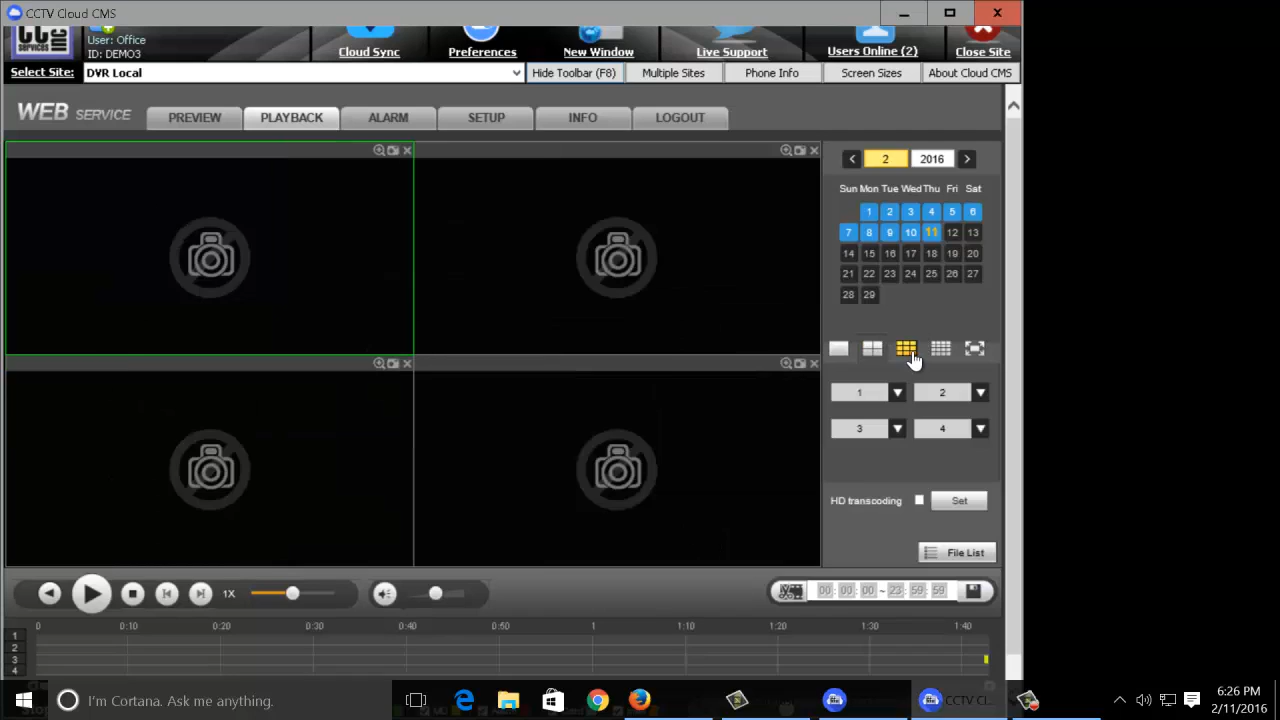 CCTV Cloud CMS
CC
SERVICES INC
User: Office
ID: DEMO3
Cloud Sync
Preferences
New Window
Live Support
Users Online (2)
Close Site
Select Site:
DVR Local
Hide Toolbar (F8)
Multiple Sites
Phone Info
Screen Sizes
About Cloud CMS
WEB SERVICE
PREVIEW
PLAYBACK
ALARM
SETUP
INFO
LOGOUT
2 2016
Sun Mon Tue Wed Thu Fri Sat
1 2 3 4 5 6
7 8 9 10 11 12 13
14 15 16 17 18 19 20
21 22 23 24 25 26 27
28 29
1 2
3 4
HD transcoding Set
File List
1X
00 : 00 : 00 ~ 23 : 59 : 59
0 0:10 0:20 0:30 0:40 0:50 1 1:10 1:20 1:30 1:40
1
2
3
4
I'm Cortana. Ask me anything
CCTV Cl...
6:26 PM
2/11/2016